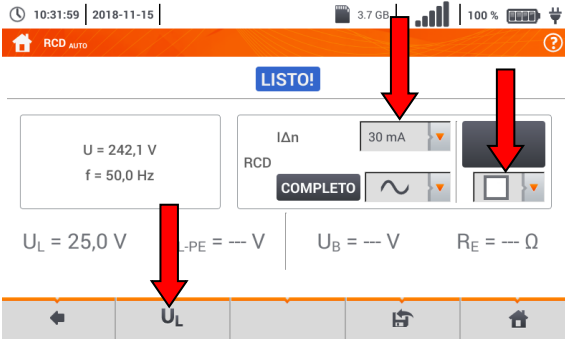 10:31:59 2018-11-15 3.7 GB 100 %
RCD AUTO ?
LISTO!
U = 242,1 V
f = 50,0 Hz
IΔn 30 mA
RCD
COMPLETO
UL = 25,0 V L-PE = --- V UB = --- V RE = --- Ω
UL